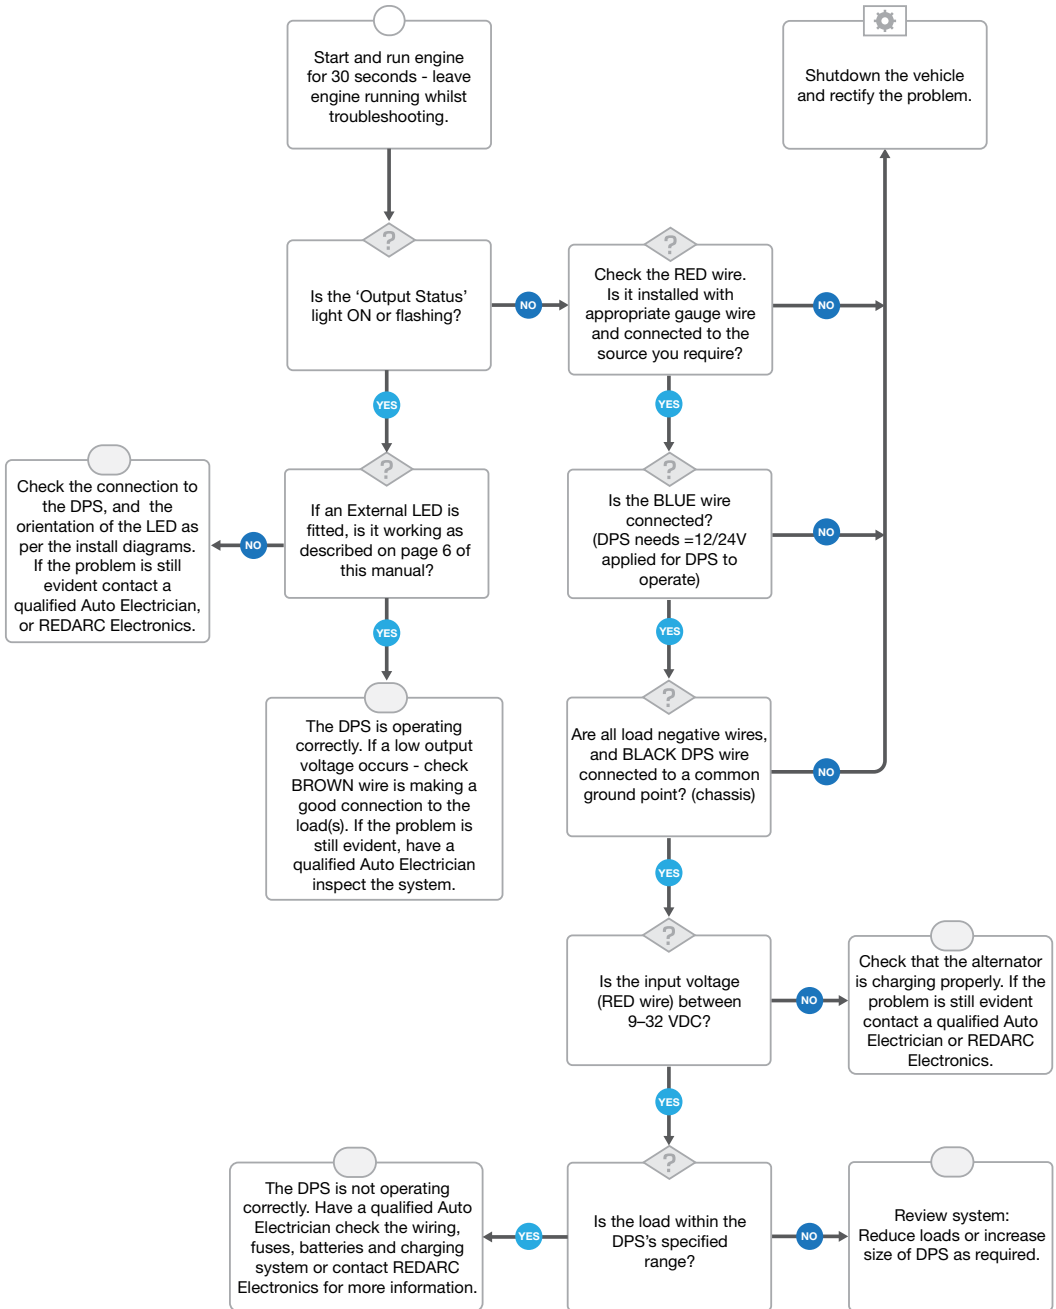 Start and run engine
for 30 seconds - leave
engine running whilst
troubleshooting.
Shutdown the vehicle
and rectify the problem.
?
Is the ‘Output Status’
light ON or flashing?
NO
?
Check the RED wire.
Is it installed with
appropriate gauge wire
and connected to the
source you require?
NO
YES
YES
?
If an External LED is
fitted, is it working as
described on page 6 of
this manual?
NO
Check the connection to
the DPS, and the
orientation of the LED as
per the install diagrams.
If the problem is still
evident contact a
qualified Auto Electrician,
or REDARC Electronics.
?
Is the BLUE wire
connected?
(DPS needs =12/24V
applied for DPS to
operate)
NO
YES
YES
The DPS is operating
correctly. If a low output
voltage occurs - check
BROWN wire is making a
good connection to the
load(s). If the problem is
still evident, have a
qualified Auto Electrician
inspect the system.
?
Are all load negative wires,
and BLACK DPS wire
connected to a common
ground point? (chassis)
NO
YES
?
Is the input voltage
(RED wire) between
9–32 VDC?
NO
Check that the alternator
is charging properly. If the
problem is still evident
contact a qualified Auto
Electrician or REDARC
Electronics.
YES
?
Is the load within the
DPS's specified
range?
YES
The DPS is not operating
correctly. Have a qualified Auto
Electrician check the wiring,
fuses, batteries and charging
system or contact REDARC
Electronics for more information.
NO
Review system:
Reduce loads or increase
size of DPS as required.